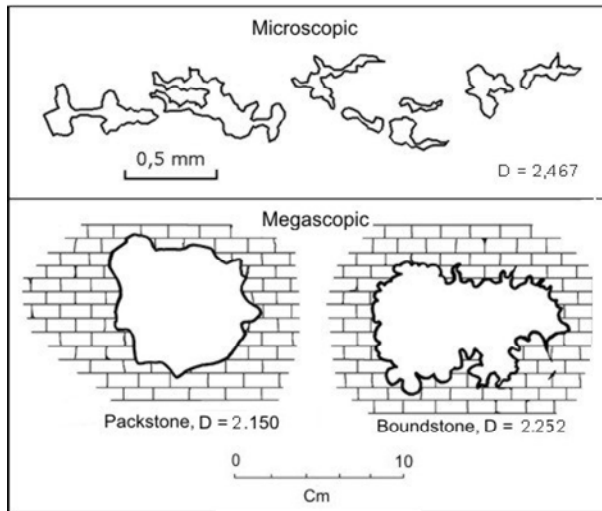 Microscopic
0,5 mm
D = 2,467
Megascopic
Packstone, D = 2.150
Boundstone, D = 2.252
0 10
Cm